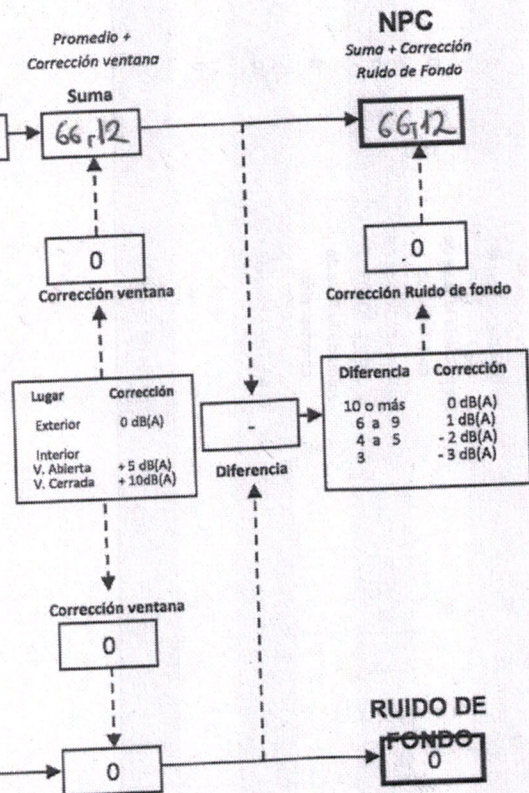 Promedio +
Corrección ventana
Suma
66,12
NPC
Suma + Corrección
Ruido de Fondo
66,12
0
Corrección ventana
0
Corrección Ruido de fondo
Lugar Corrección
Exterior 0 dB(A)
Interior
V. Abierta + 5 dB(A)
V. Cerrada + 10dB(A)
-
Diferencia
Diferencia Corrección
10 o más 0 dB(A)
6 a 9 1 dB(A)
4 a 5 - 2 dB(A)
3 - 3 dB(A)
Corrección ventana
0
0
RUIDO DE
FONDO
0